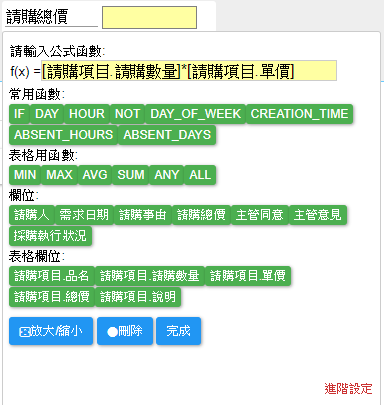 請購總價
請輸入公式函數:
f(x) =[請購項目.請購數量]*[請購項目.單價]
常用函數:
IF DAY HOUR NOT DAY_OF_WEEK CREATION_TIME
ABSENT_HOURS ABSENT_DAYS
表格用函數:
MIN MAX AVG SUM ANY ALL
欄位:
請購人 需求日期 請購事由 請購總價 主管同意 主管意見
採購執行狀況
表格欄位:
請購項目.品名 請購項目.請購數量 請購項目.單價
請購項目.總價 請購項目.說明
放大/縮小 刪除 完成
進階設定